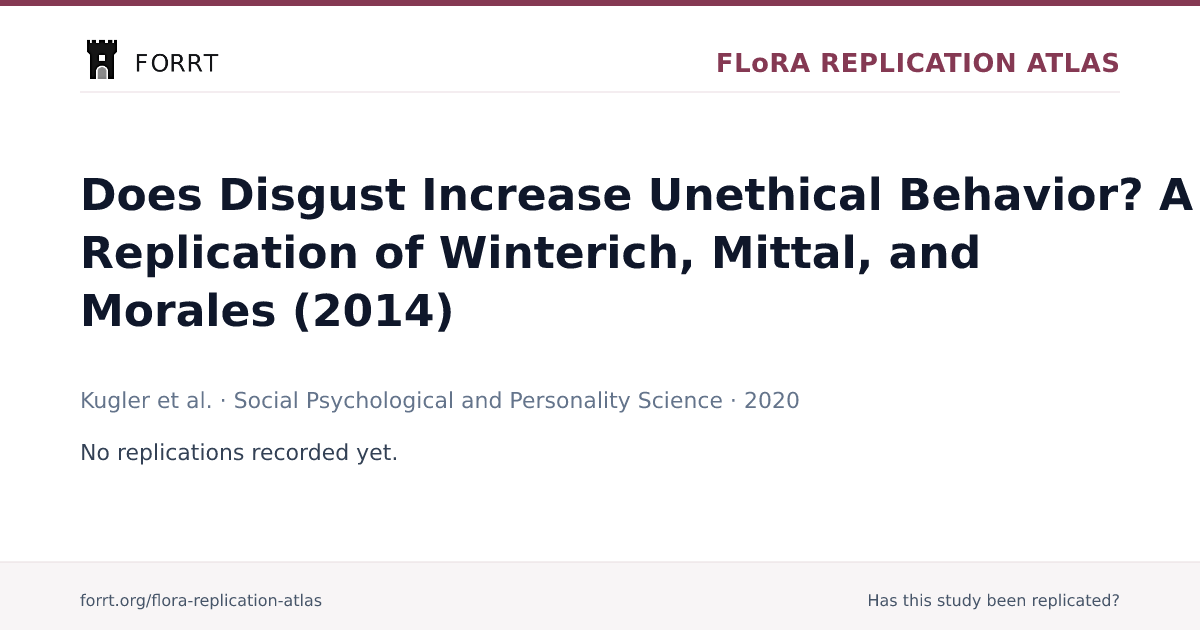 FORRT
FLoRA REPLICATION ATLAS
Does Disgust Increase Unethical Behavior? A
Replication of Winterich, Mittal, and
Morales (2014)
Kugler et al. · Social Psychological and Personality Science · 2020
No replications recorded yet.
forrt.org/flora-replication-atlas
Has this study been replicated?